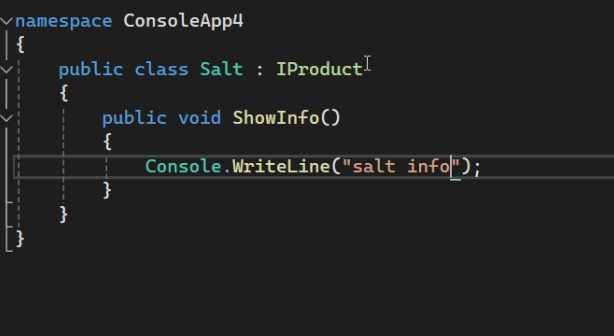 namespace ConsoleApp4
{
public class Salt : IProduct
{
public void ShowInfo()
{
Console.WriteLine("salt info");
}
}
}